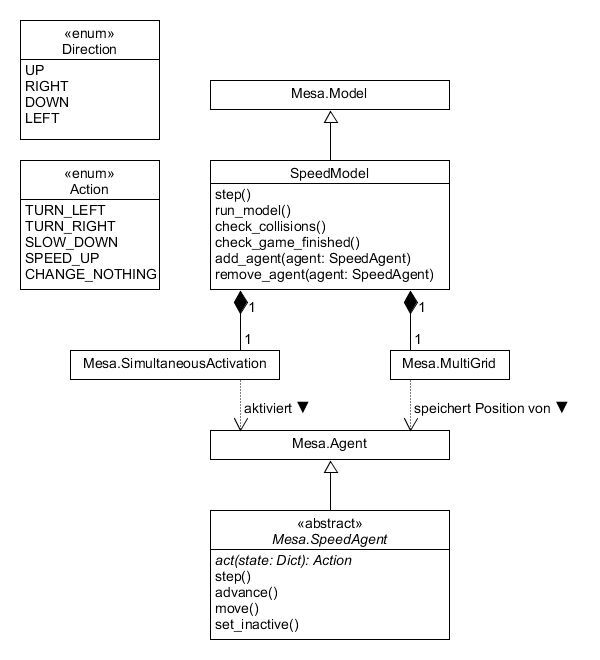 «enum»
Direction
UP
RIGHT
DOWN
LEFT
«enum»
Action
TURN_LEFT
TURN_RIGHT
SLOW_DOWN
SPEED_UP
CHANGE_NOTHING
Mesa.Model
SpeedModel
step()
run_model()
check_collisions()
check_game_finished()
add_agent(agent: SpeedAgent)
remove_agent(agent: SpeedAgent)
1
1
1
1
Mesa.SimultaneousActivation
Mesa.MultiGrid
aktiviert ▼
speichert Position von ▼
Mesa.Agent
«abstract»
Mesa.SpeedAgent
act(state: Dict): Action
step()
advance()
move()
set_inactive()